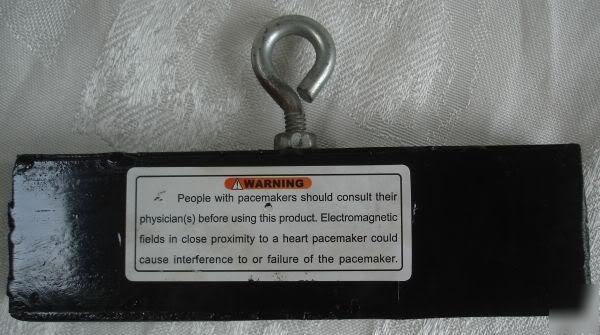 WARNING
People with pacemakers should consult their
physician(s) before using this product. Electromagnetic
fields in close proximity to a heart pacemaker could
cause interference to or failure of the pacemaker.